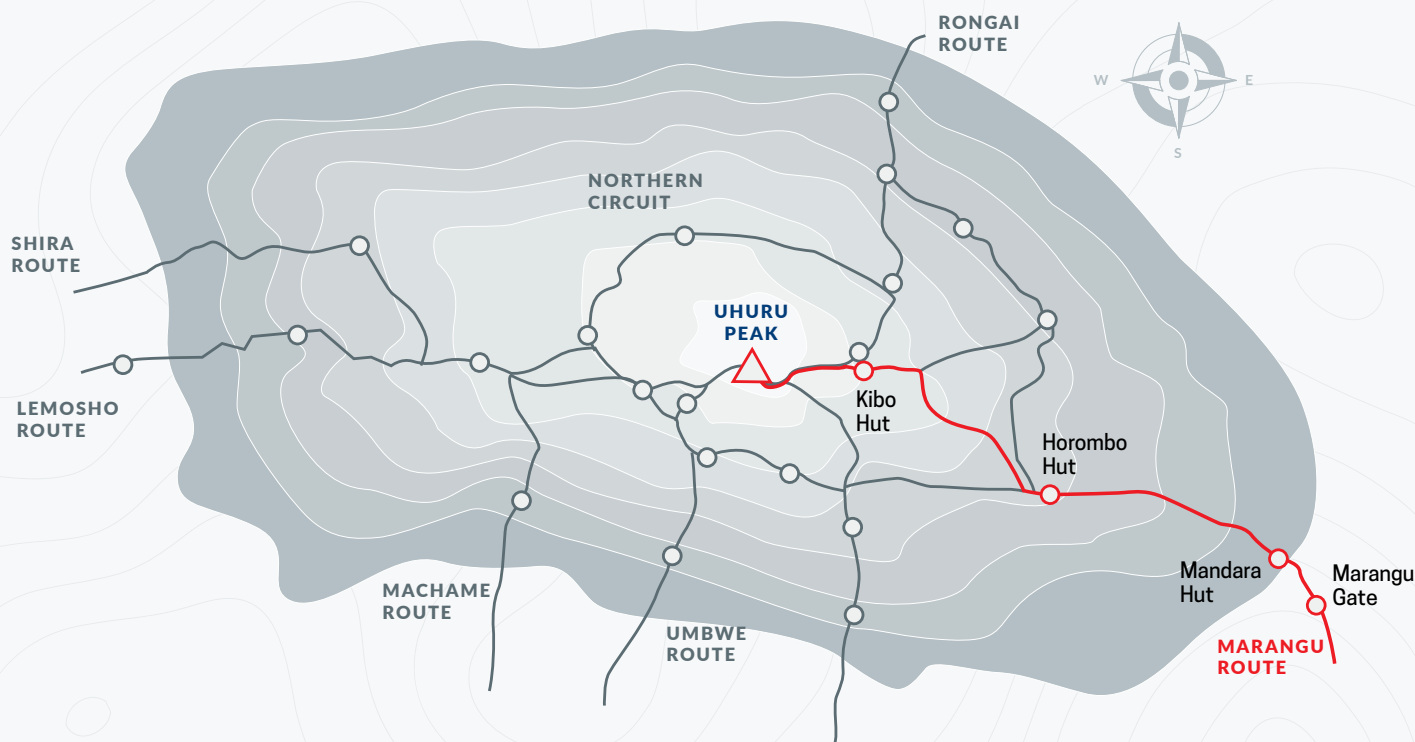 RONGAI
ROUTE
W
E
S
NORTHERN
CIRCUIT
SHIRA
ROUTE
UHURU
PEAK
LEMOSHO
ROUTE
Kibo
Hut
Horombo
Hut
MACHAME
ROUTE
UMBWE
ROUTE
Mandara
Hut
Marangu
Gate
MARANGU
ROUTE